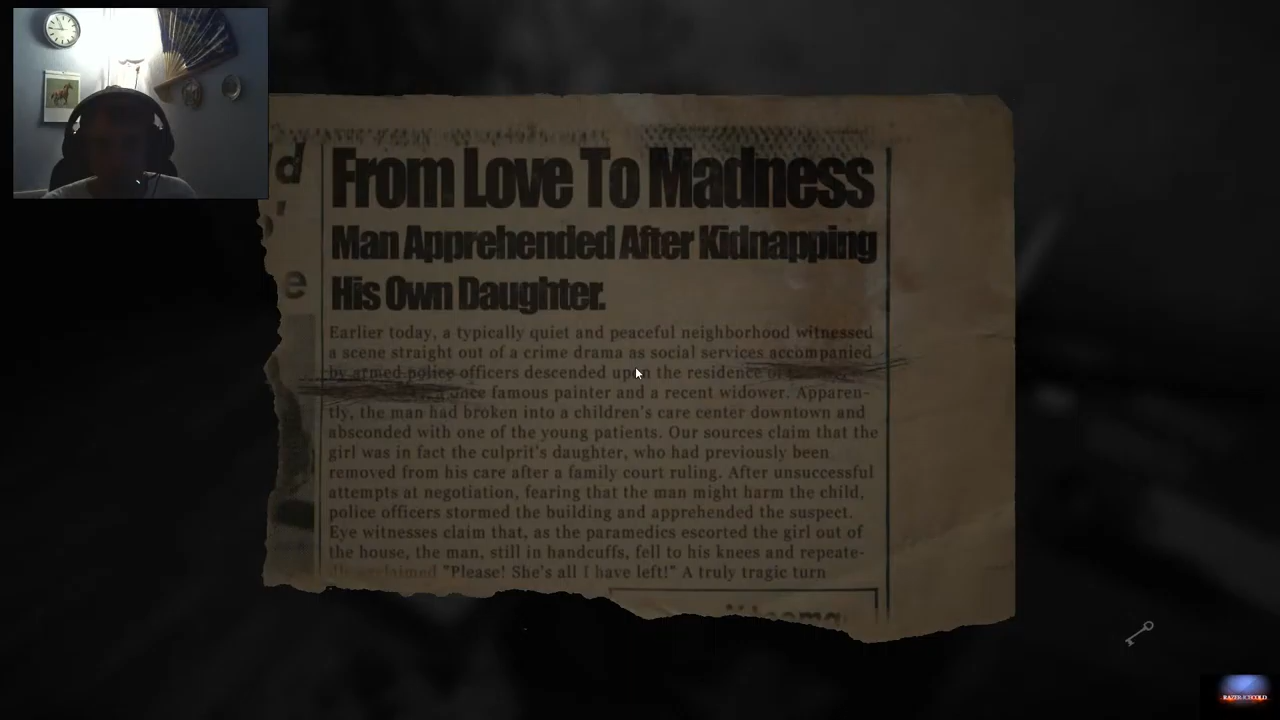 d
From Love To Madness
Man Apprehended After Kidnapping
e
His Own Daughter.
Earlier today, a typically quiet and peaceful neighborhood witnessed
a scene straight out of a crime drama as social services accompanied
by armed police officers descended upon the residence of
once famous painter and a recent widower. Apparen-
tly, the man had broken into a children's care center downtown and
absconded with one of the young patients. Our sources claim that the
girl was in fact the culprit's daughter, who had previously been
removed from his care after a family court ruling. After unsuccessful
attempts at negotiation, fearing that the man might harm the child,
police officers stormed the building and apprehended the suspect.
Eye witnesses claim that, as the paramedics escorted the girl out of
the house, the man, still in handcuffs, fell to his knees and repeate-
dly exclaimed "Please! She's all I have left!" A truly tragic turn